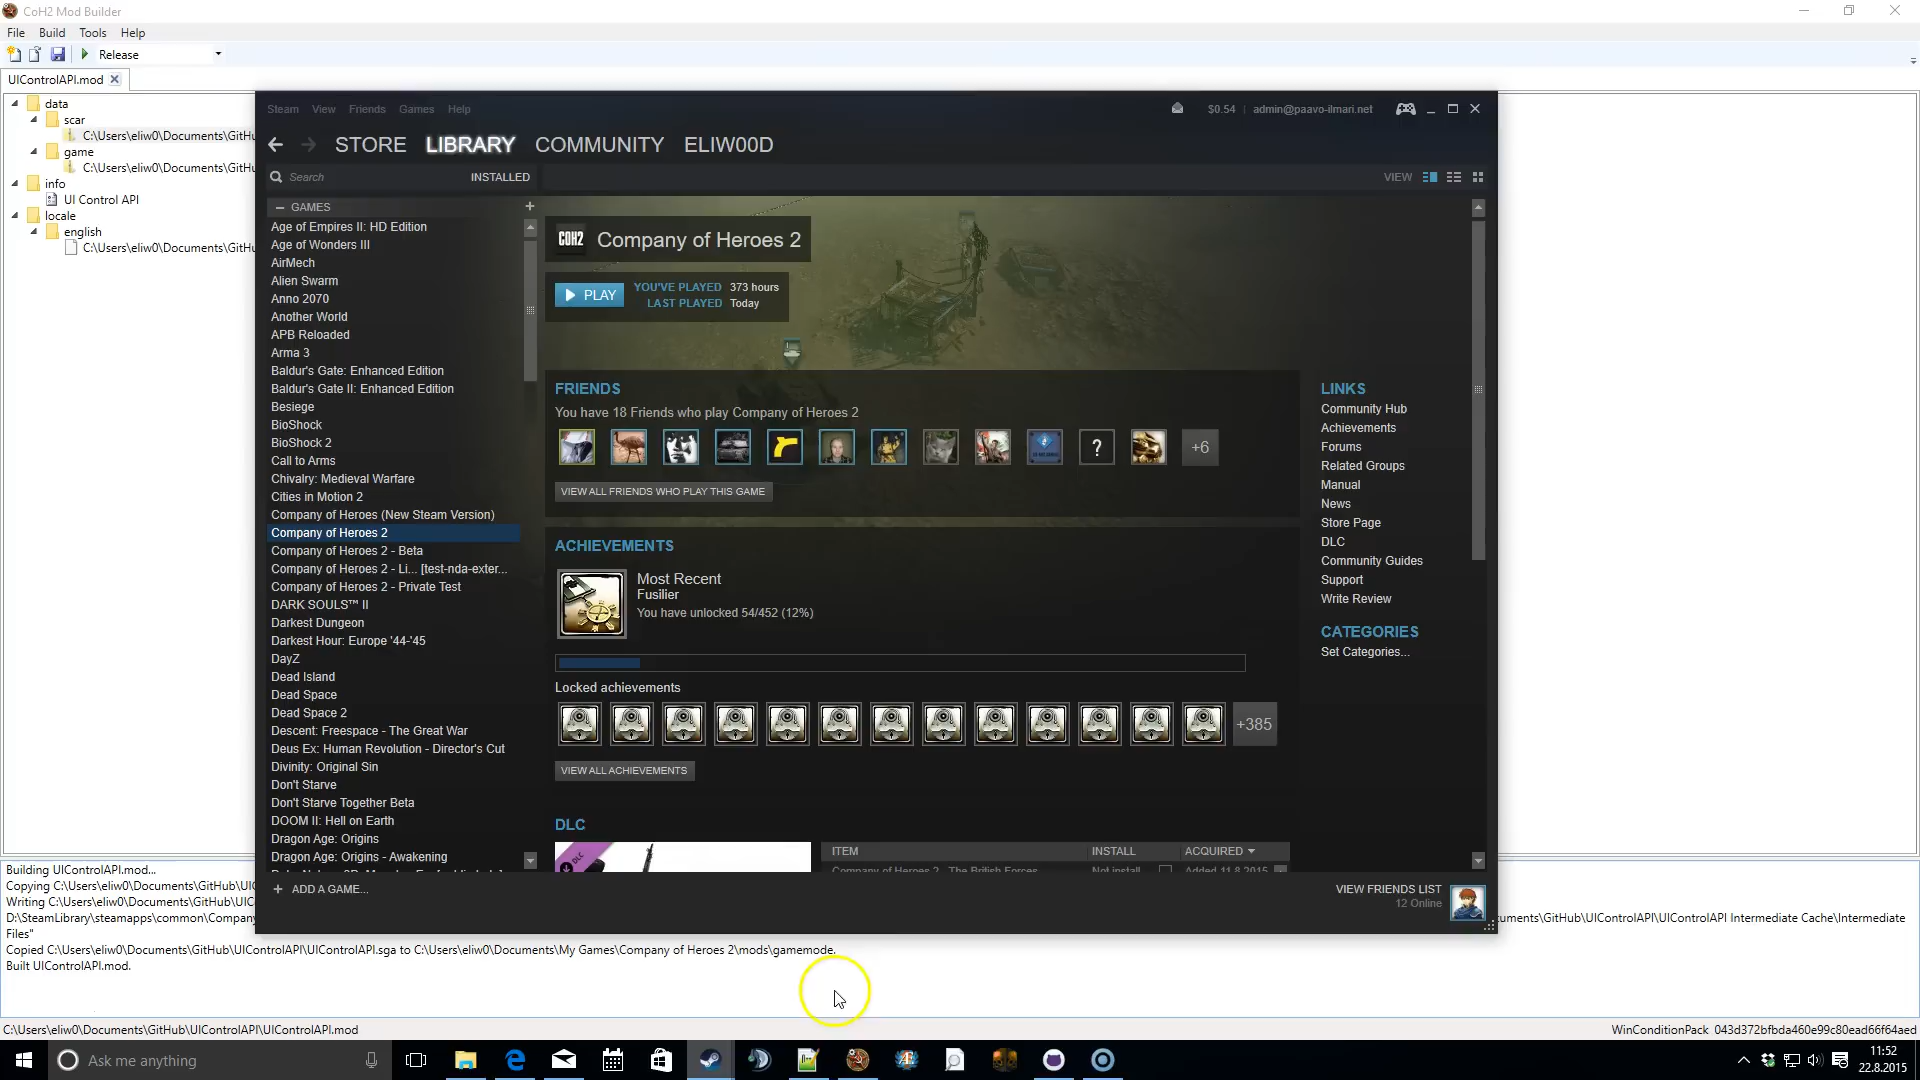 CoH2 Mod Builder
File Build Tools Help
Release
UIControlAPI.mod
data
scar
C:\Users\eliw0\Documents\GitHu
game
C:\Users\eliw0\Documents\GitHu
info
UI Control API
locale
english
C:\Users\eliw0\Documents\GitHu
Steam View Friends Games Help
$0.54 admin@paavo-ilmari.net
STORE LIBRARY COMMUNITY ELIW00D
Search INSTALLED
VIEW
GAMES
Age of Empires II: HD Edition
Age of Wonders III
AirMech
Alien Swarm
Anno 2070
Another World
APB Reloaded
Arma 3
Baldur's Gate: Enhanced Edition
Baldur's Gate II: Enhanced Edition
Besiege
BioShock
BioShock 2
Call to Arms
Chivalry: Medieval Warfare
Cities in Motion 2
Company of Heroes (New Steam Version)
Company of Heroes 2
Company of Heroes 2 - Beta
Company of Heroes 2 - Li... [test-nda-exter...
Company of Heroes 2 - Private Test
DARK SOULS™ II
Darkest Dungeon
Darkest Hour: Europe '44-'45
DayZ
Dead Island
Dead Space
Dead Space 2
Descent: Freespace - The Great War
Deus Ex: Human Revolution - Director's Cut
Divinity: Original Sin
Don't Starve
Don't Starve Together Beta
DOOM II: Hell on Earth
Dragon Age: Origins
Dragon Age: Origins - Awakening
+ ADD A GAME...
COH2 Company of Heroes 2
PLAY
YOU'VE PLAYED 373 hours
LAST PLAYED Today
FRIENDS
You have 18 Friends who play Company of Heroes 2
?
+6
VIEW ALL FRIENDS WHO PLAY THIS GAME
ACHIEVEMENTS
Most Recent
Fusilier
You have unlocked 54/452 (12%)
Locked achievements
+385
VIEW ALL ACHIEVEMENTS
DLC
DLC
ITEM INSTALL ACQUIRED
Company of Heroes 2 - The British Forces Not install Added 11.8.2015
LINKS
Community Hub
Achievements
Forums
Related Groups
Manual
News
Store Page
DLC
Community Guides
Support
Write Review
CATEGORIES
Set Categories...
VIEW FRIENDS LIST
12 Online
Building UIControlAPI.mod...
Copying C:\Users\eliw0\Documents\GitHub\UIC
Writing C:\Users\eliw0\Documents\GitHub\UICo
D:\SteamLibrary\steamapps\common\Company
uments\GitHub\UIControlAPI\UIControlAPI Intermediate Cache\Intermediate
Files"
Copied C:\Users\eliw0\Documents\GitHub\UIControlAPI\UIControlAPI.sga to C:\Users\eliw0\Documents\My Games\Company of Heroes 2\mods\gamemode.
Built UIControlAPI.mod.
C:\Users\eliw0\Documents\GitHub\UIControlAPI\UIControlAPI.mod
WinConditionPack 043d372bfbda460e99c80ead66f64aed
Ask me anything
11:52
22.8.2015